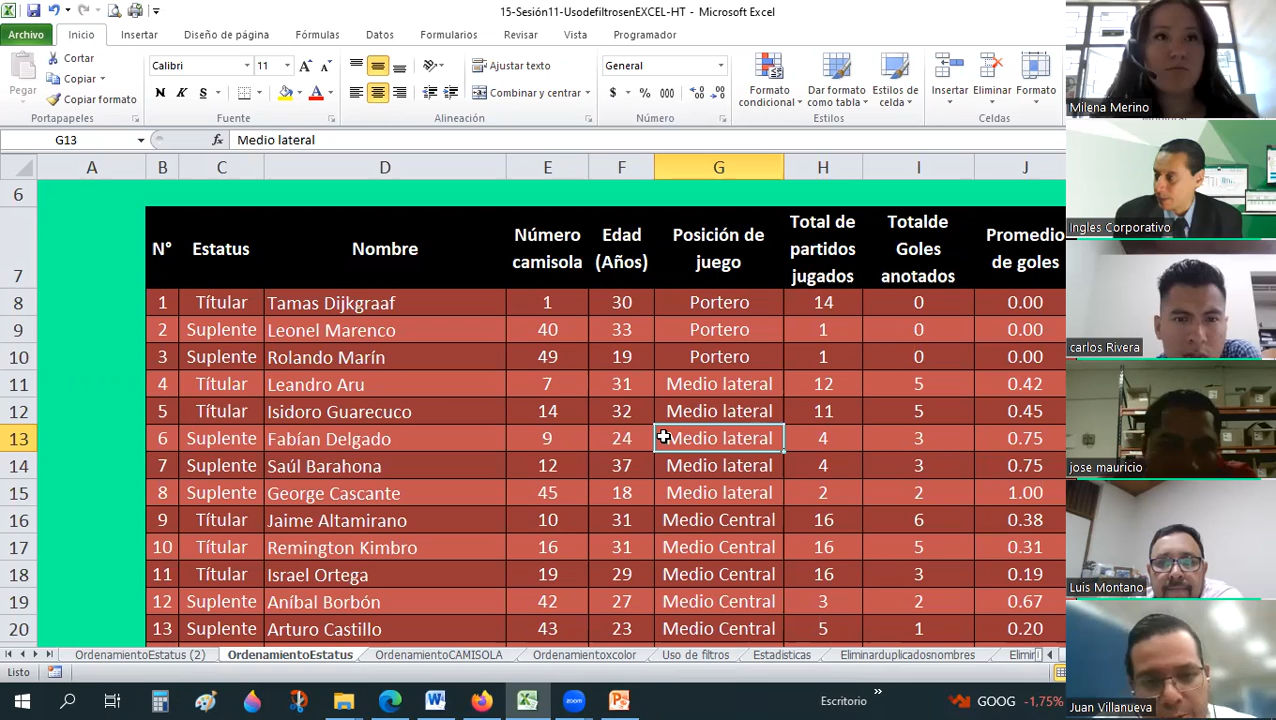 15-Sesión11-UsodefiltrosenEXCEL-HT - Microsoft Excel
Archivo Inicio Insertar Diseño de página Fórmulas Datos Formularios Revisar Vista Programador
Pegar
Cortar
Copiar
Copiar formato
Portapapeles
Calibri 11
N K S
Fuente
Ajustar texto
Combinar y centrar
Alineación
General
$ % 000
Número
Formato condicional
Dar formato como tabla
Estilos de celda
Estilos
Insertar Eliminar Formato
Celdas
G13 fx Medio lateral
A B C D E F G H I J
6
7 N° Estatus Nombre Número camisola Edad (Años) Posición de juego Total de partidos jugados Totalde Goles anotados Promedio de goles
8 1 Títular Tamas Dijkgraaf 1 30 Portero 14 0 0.00
9 2 Suplente Leonel Marenco 40 33 Portero 1 0 0.00
10 3 Suplente Rolando Marín 49 19 Portero 1 0 0.00
11 4 Títular Leandro Aru 7 31 Medio lateral 12 5 0.42
12 5 Títular Isidoro Guarecuco 14 32 Medio lateral 11 5 0.45
13 6 Suplente Fabían Delgado 9 24 Medio lateral 4 3 0.75
14 7 Suplente Saúl Barahona 12 37 Medio lateral 4 3 0.75
15 8 Suplente George Cascante 45 18 Medio lateral 2 2 1.00
16 9 Títular Jaime Altamirano 10 31 Medio Central 16 6 0.38
17 10 Títular Remington Kimbro 16 31 Medio Central 16 5 0.31
18 11 Títular Israel Ortega 19 29 Medio Central 16 3 0.19
19 12 Suplente Aníbal Borbón 42 27 Medio Central 3 2 0.67
20 13 Suplente Arturo Castillo 43 23 Medio Central 5 1 0.20
OrdenamientoEstatus (2) OrdenamientoEstatus OrdenamientoCAMISOLA Ordenamientoxcolor Uso de filtros Estadísticas Eliminarduplicadosnombres Elimir
Listo
Escritorio » GOOG -1,75%
Milena Merino
Ingles Corporativo
carlos Rivera
jose mauricio
Luis Montano
Juan Villanueva